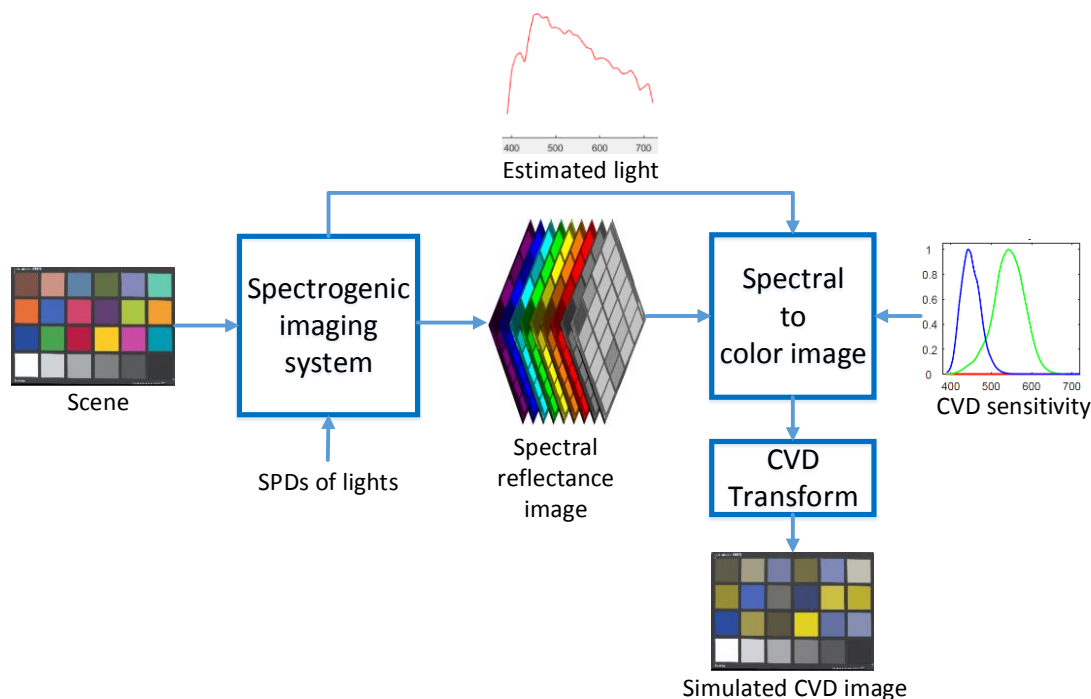 400 500 600 700
Estimated light
Spectrogenic
imaging
system
Spectral
to
color image
1
0.8
0.6
0.4
0.2
0
400 500 600 700
CVD sensitivity
Scene
SPDs of lights
Spectral
reflectance
image
CVD
Transform
Simulated CVD image